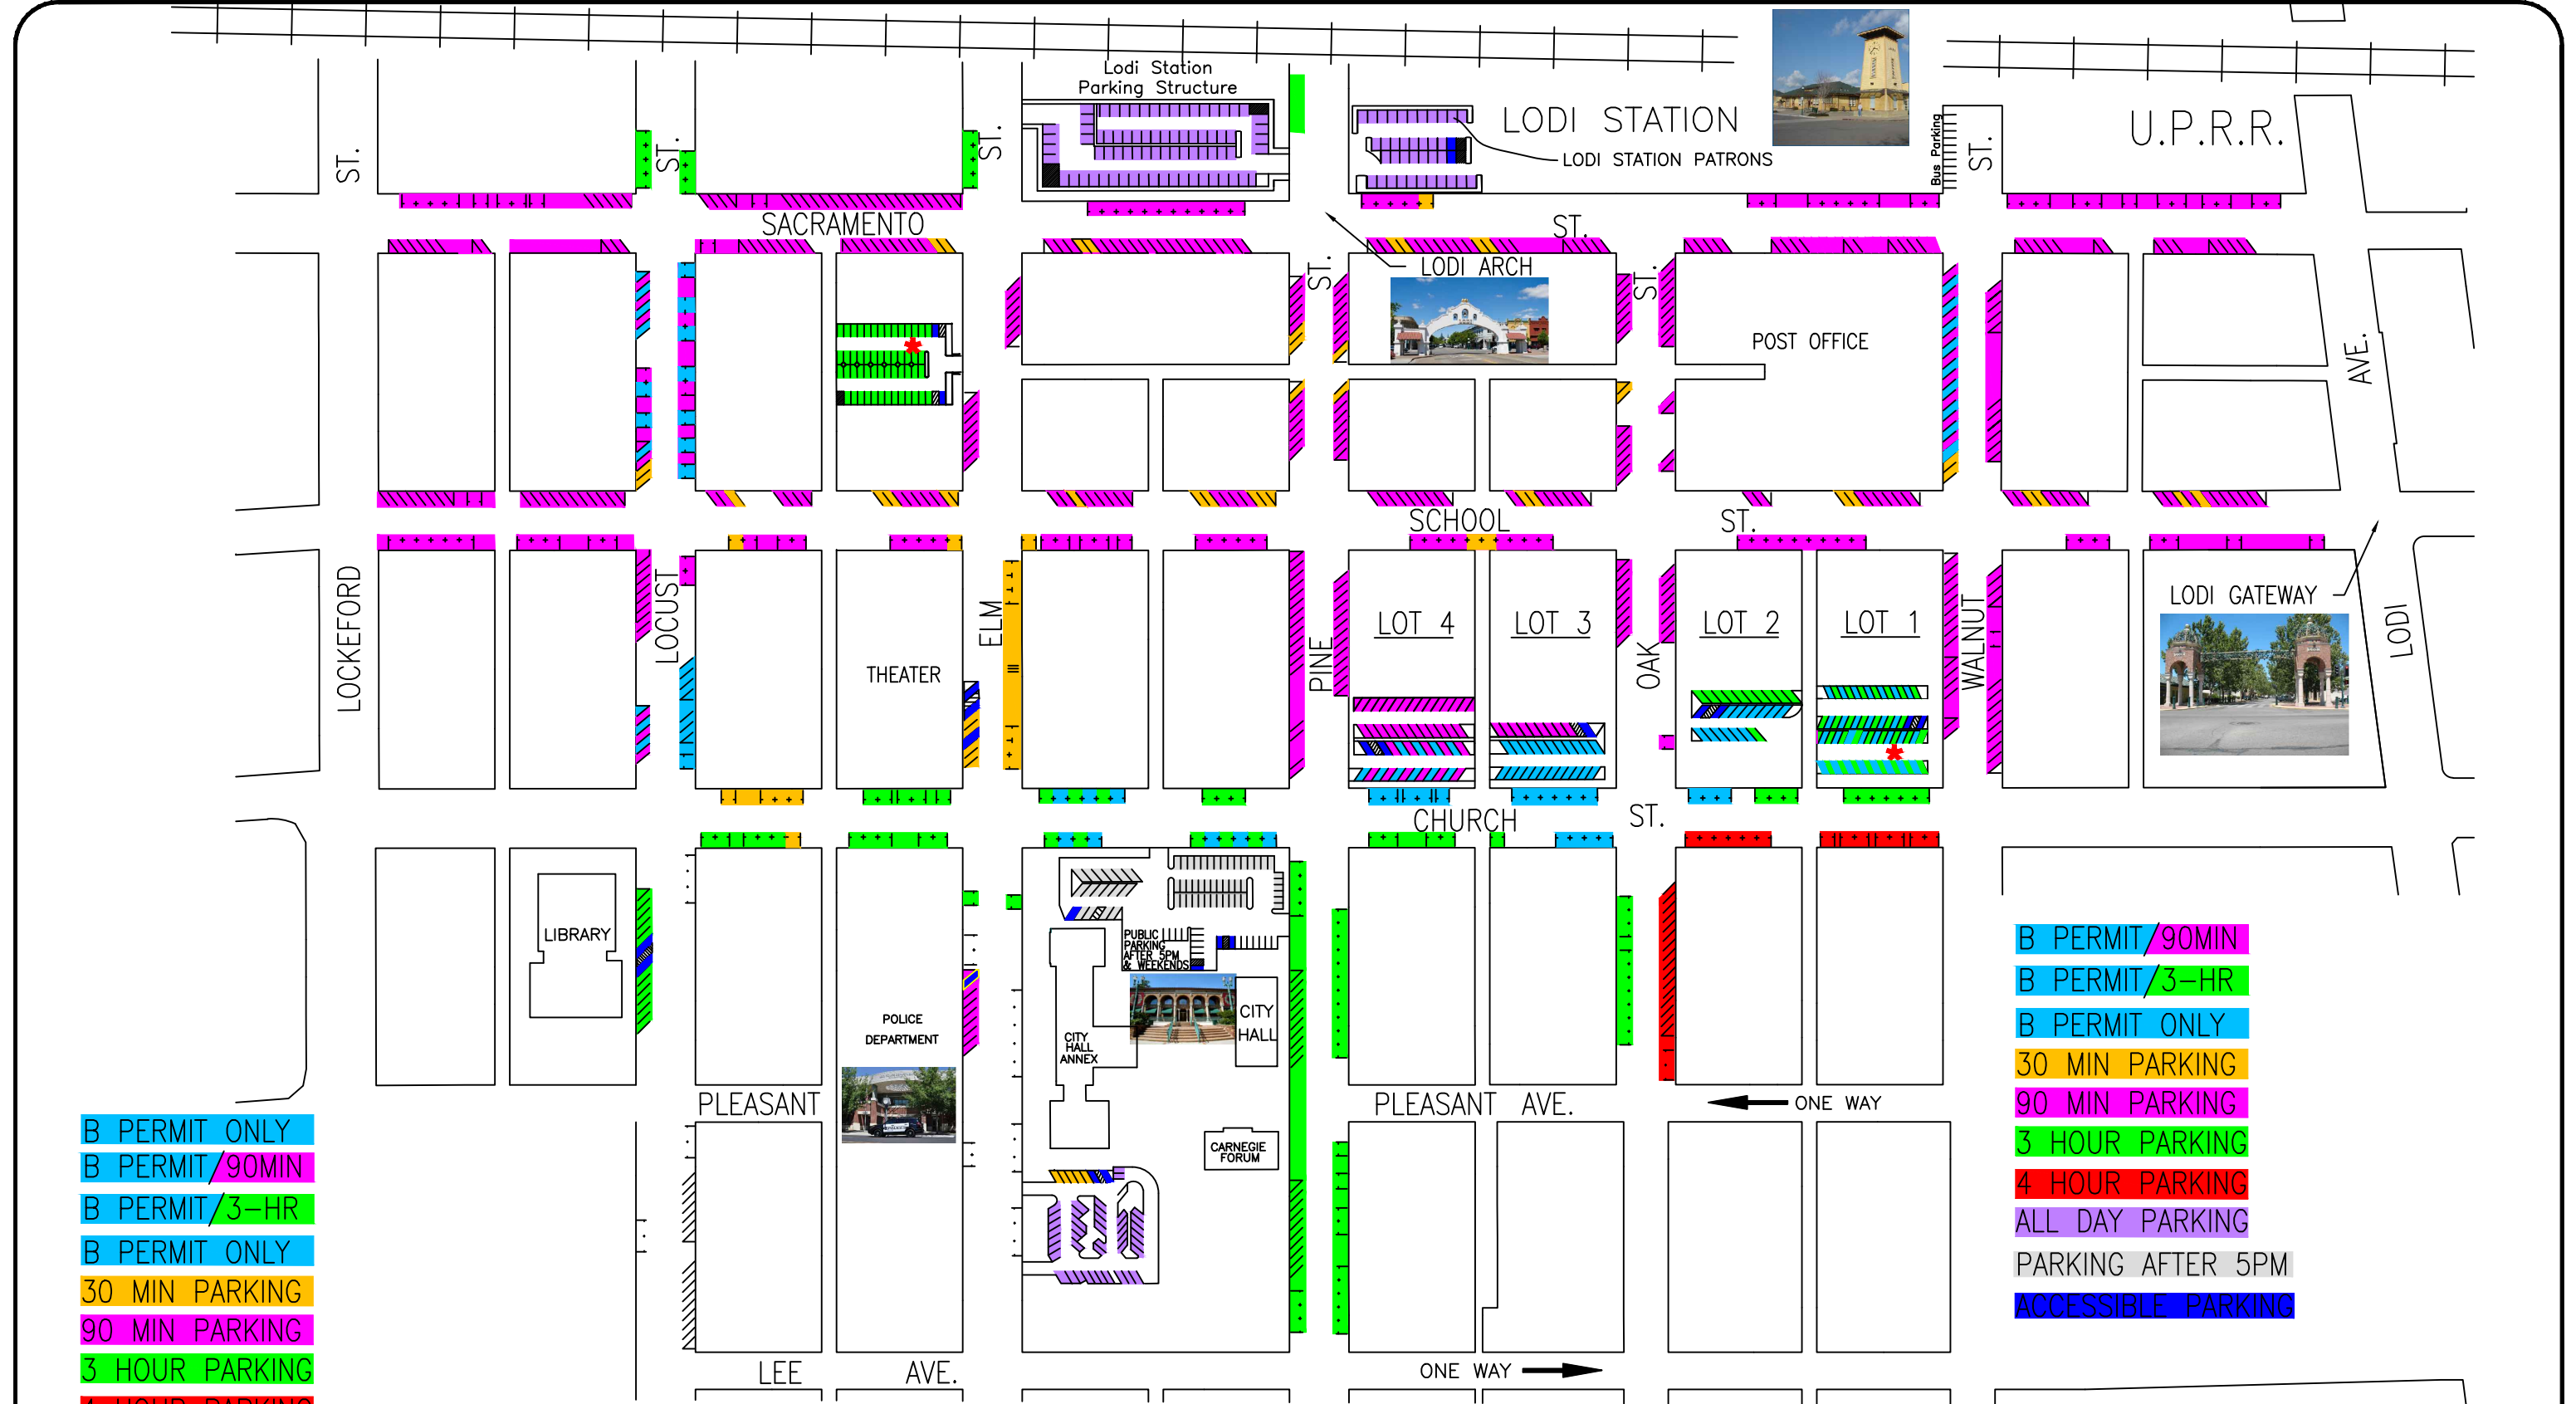 Lodi Station
Parking Structure
LODI STATION
LODI STATION PATRONS
Bus Parking
ST.
U.P.R.R.
ST.
ST.
ST.
SACRAMENTO
ST.
LODI ARCH
ST.
ST.
POST OFFICE
AVE.
SCHOOL
ST.
LOCKEFORD
LOCUST
ELM
PINE
OAK
WALNUT
LODI
THEATER
LOT 4
LOT 3
LOT 2
LOT 1
LODI GATEWAY
CHURCH
ST.
LIBRARY
PUBLIC
PARKING
AFTER 5PM
& WEEKENDS
POLICE
DEPARTMENT
CITY
HALL
ANNEX
CITY
HALL
PLEASANT
PLEASANT AVE.
ONE WAY
CARNEGIE
FORUM
LEE AVE.
ONE WAY
B PERMIT ONLY
B PERMIT/90MIN
B PERMIT/3-HR
B PERMIT ONLY
30 MIN PARKING
90 MIN PARKING
3 HOUR PARKING
4 HOUR PARKING
B PERMIT/90MIN
B PERMIT/3-HR
B PERMIT ONLY
30 MIN PARKING
90 MIN PARKING
3 HOUR PARKING
4 HOUR PARKING
ALL DAY PARKING
PARKING AFTER 5PM
ACCESSIBLE PARKING